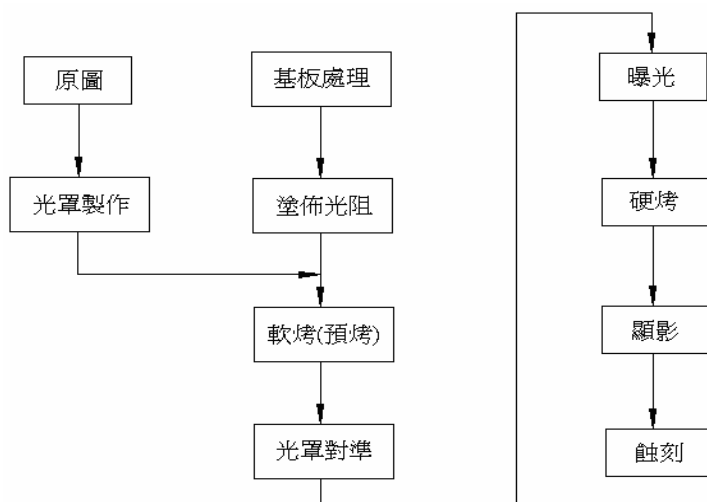 原圖
光罩製作
基板處理
塗佈光阻
軟烤(預烤)
光罩對準
曝光
硬烤
顯影
蝕刻